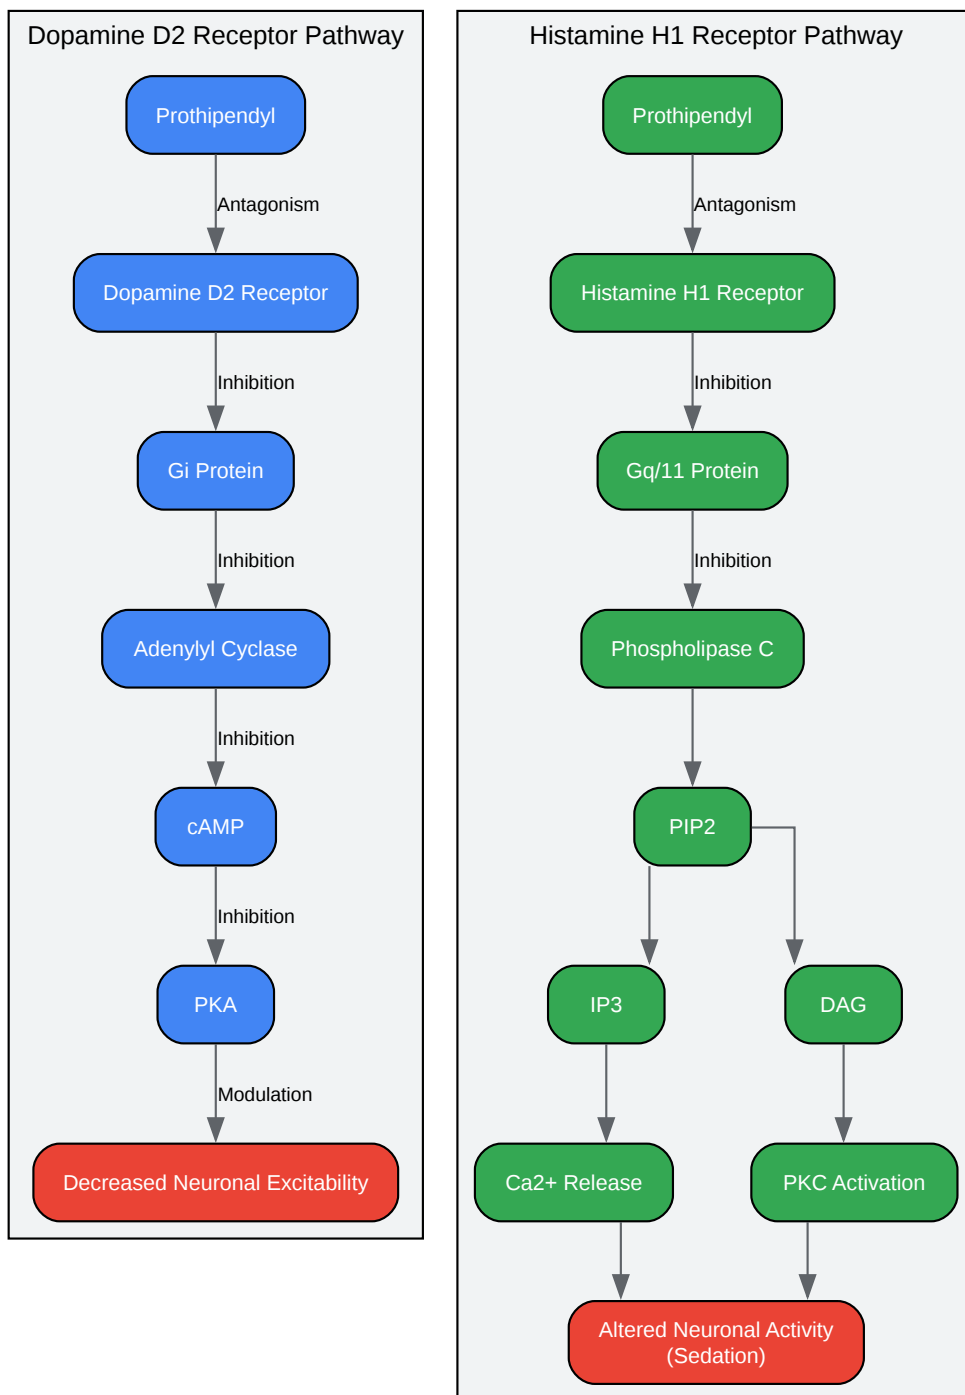 Dopamine D2 Receptor Pathway
Prothipendyl
Antagonism
Dopamine D2 Receptor
Inhibition
Gi Protein
Inhibition
Adenylyl Cyclase
Inhibition
cAMP
Inhibition
PKA
Modulation
Decreased Neuronal Excitability
Histamine H1 Receptor Pathway
Prothipendyl
Antagonism
Histamine H1 Receptor
Inhibition
Gq/11 Protein
Inhibition
Phospholipase C
PIP2
IP3
DAG
Ca2+ Release
PKC Activation
Altered Neuronal Activity
(Sedation)